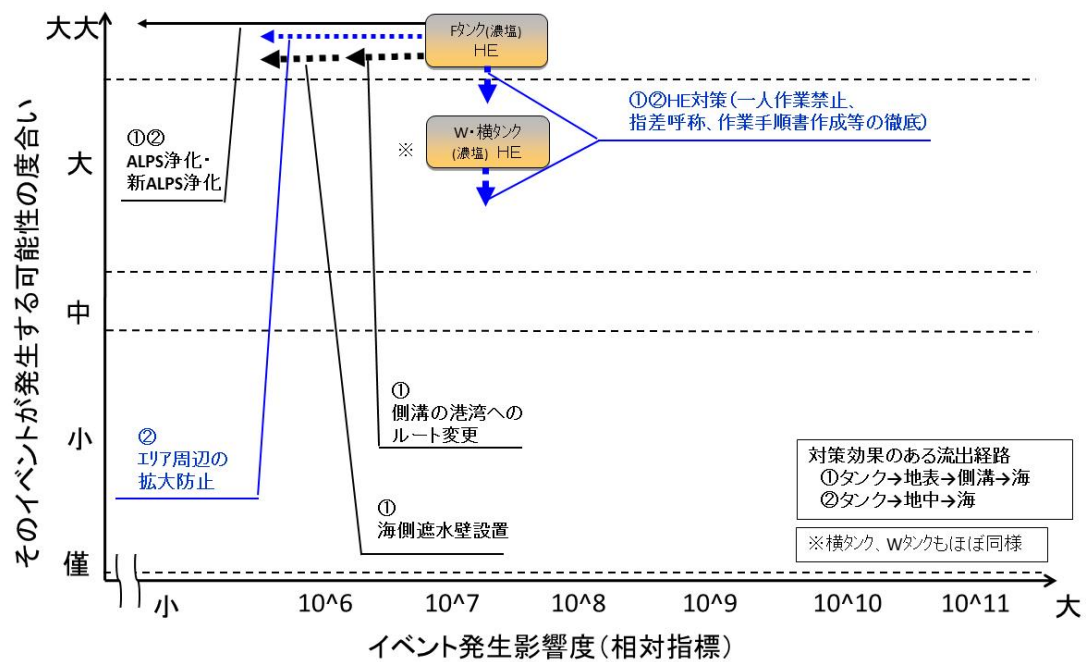 そのイベントが発生する可能性の度合い
大大
大
中
小
僅
Fタンク(濃塩)
HE
※
W・横タンク
(濃塩) HE
①②HE対策(一人作業禁止、
指差呼称、作業手順書作成等の徹底)
①②
ALPS浄化・
新ALPS浄化
①
側溝の港湾への
ルート変更
②
エリア周辺の
拡大防止
①
海側遮水壁設置
対策効果のある流出経路
①タンク→地表→側溝→海
②タンク→地中→海
※横タンク、Wタンクもほぼ同様
小 10^6 10^7 10^8 10^9 10^10 10^11 大
イベント発生影響度(相対指標)